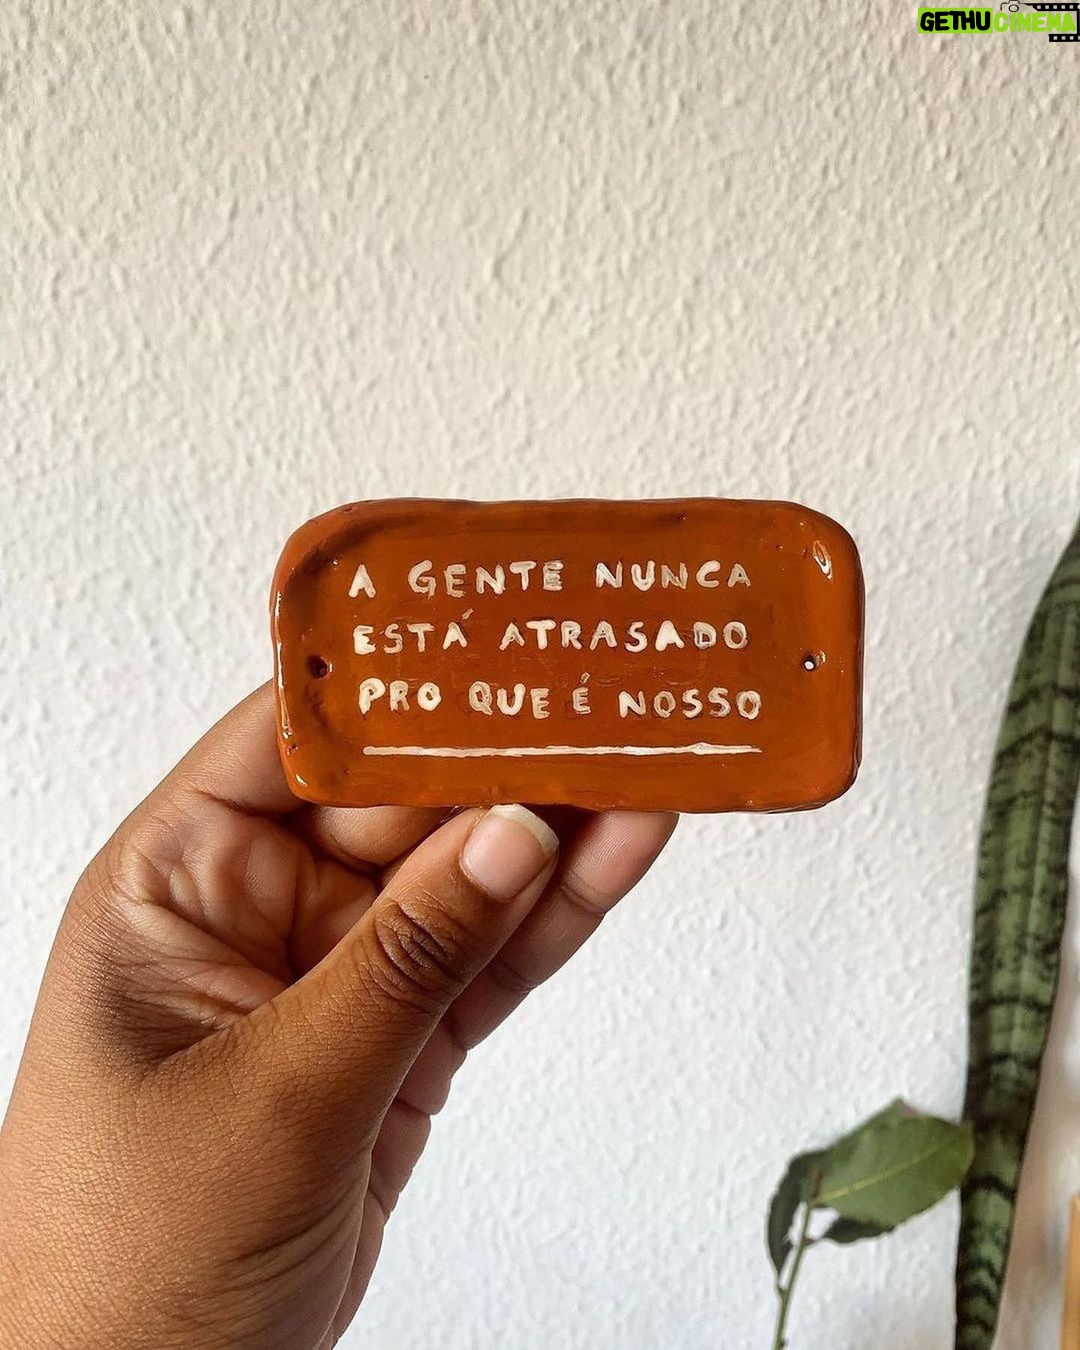 GETHU CINEMA
A GENTE NUNCA
ESTÁ ATRASADO
PRO QUE É NOSSO